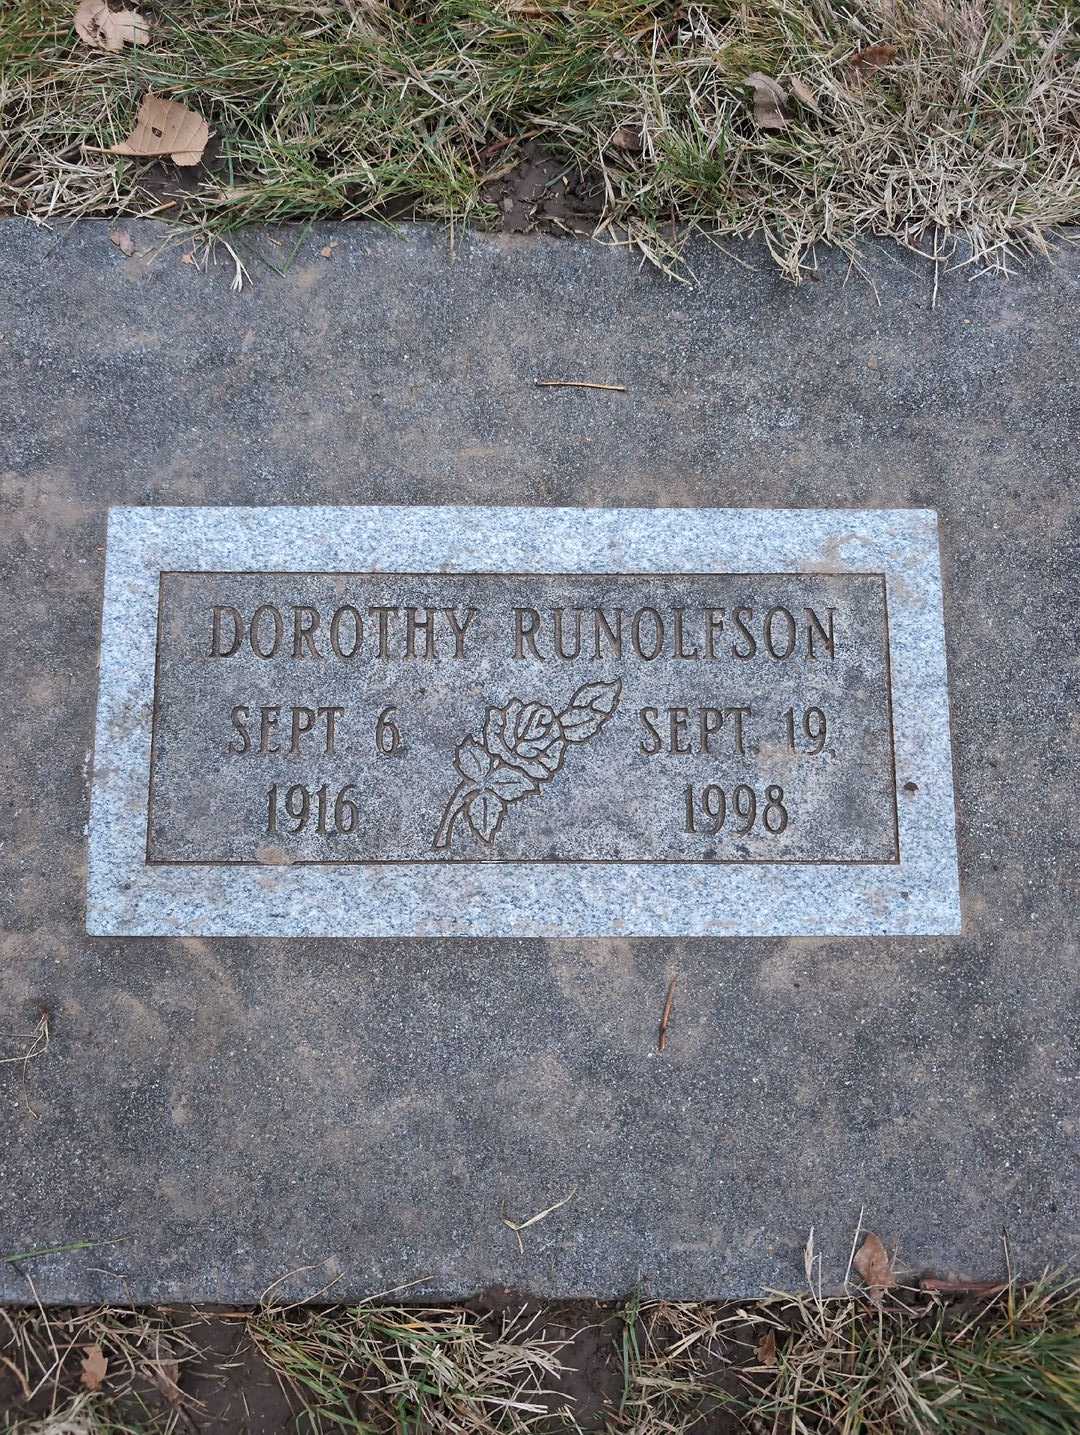 DOROTHY RUNOLFSON
SEPT 6 SEPT 19
1916 1998